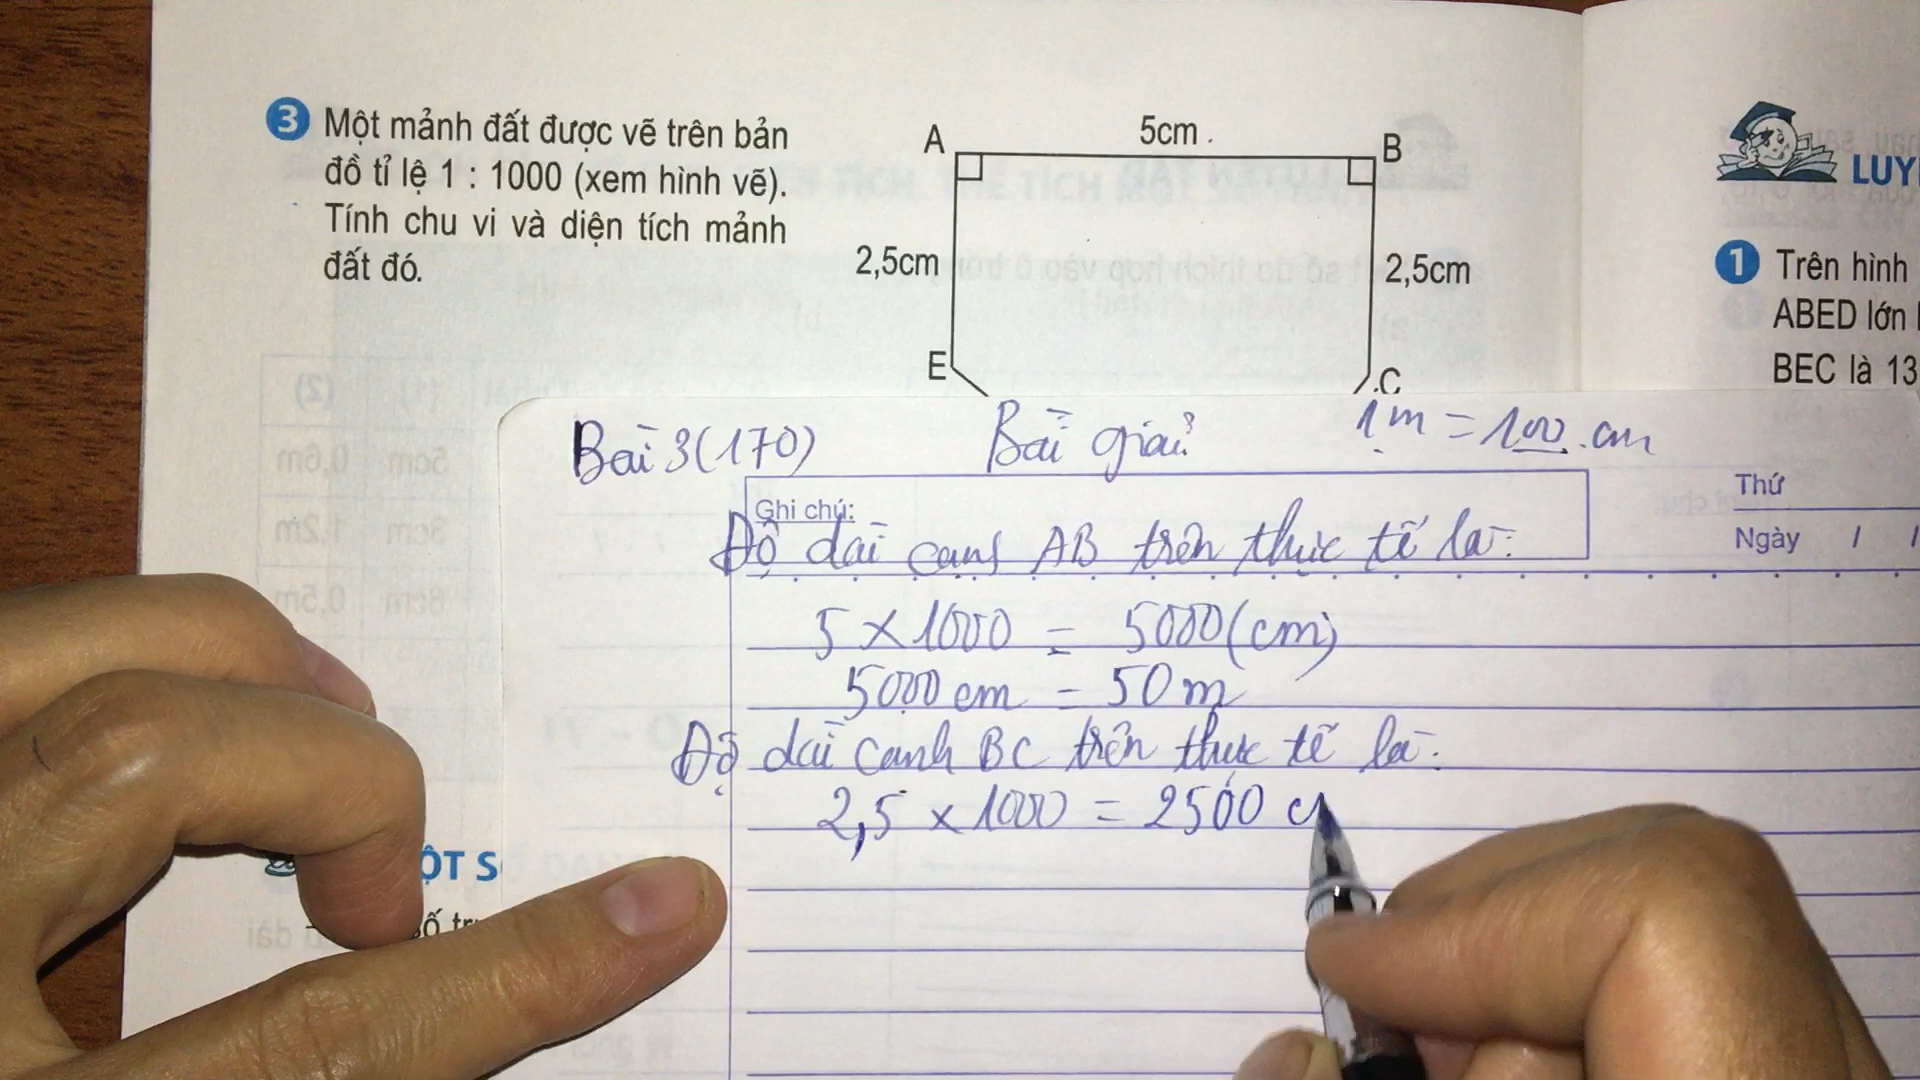 3 Một mảnh đất được vẽ trên bản
đồ tỉ lệ 1 : 1000 (xem hình vẽ).
Tính chu vi và diện tích mảnh
đất đó.
A
5cm
B
2,5cm
2,5cm
E
C
LUY
1 Trên hình
ABED lớn
BEC là 13
Bài 3 (170)
Bài giải
1m = 100 cm
Ghi chú:
Thứ
Ngày / /
Độ dài cạnh AB trên thực tế là:
5 x 1000 = 5000 (cm)
5000 cm = 50 m
Độ dài cạnh BC trên thực tế là:
2,5 x 1000 = 2500 c
ỘT S
ố tr